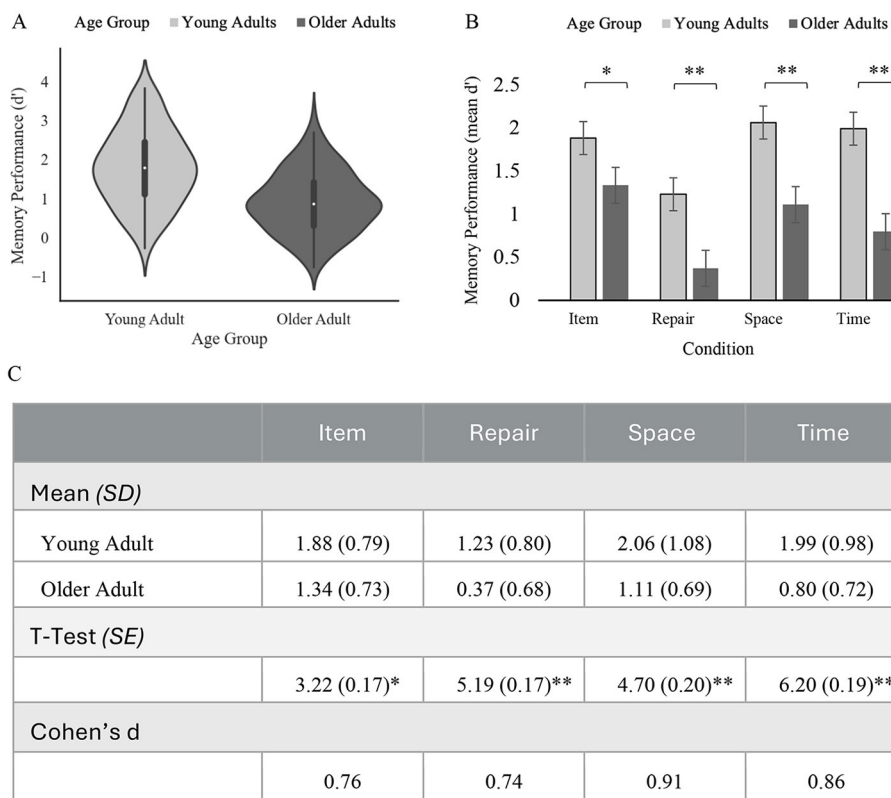 A
Age Group Young Adults Older Adults
Memory Performance (d')
4
3
2
1
0
−1
Young Adult Older Adult
Age Group
B
Age Group Young Adults Older Adults
* ** ** **
Memory Performance (mean d')
2.5
2
1.5
1
0.5
0
Item Repair Space Time
Condition
C
Item Repair Space Time
Mean (SD)
Young Adult 1.88 (0.79) 1.23 (0.80) 2.06 (1.08) 1.99 (0.98)
Older Adult 1.34 (0.73) 0.37 (0.68) 1.11 (0.69) 0.80 (0.72)
T-Test (SE)
3.22 (0.17)* 5.19 (0.17)** 4.70 (0.20)** 6.20 (0.19)**
Cohen's d
0.76 0.74 0.91 0.86